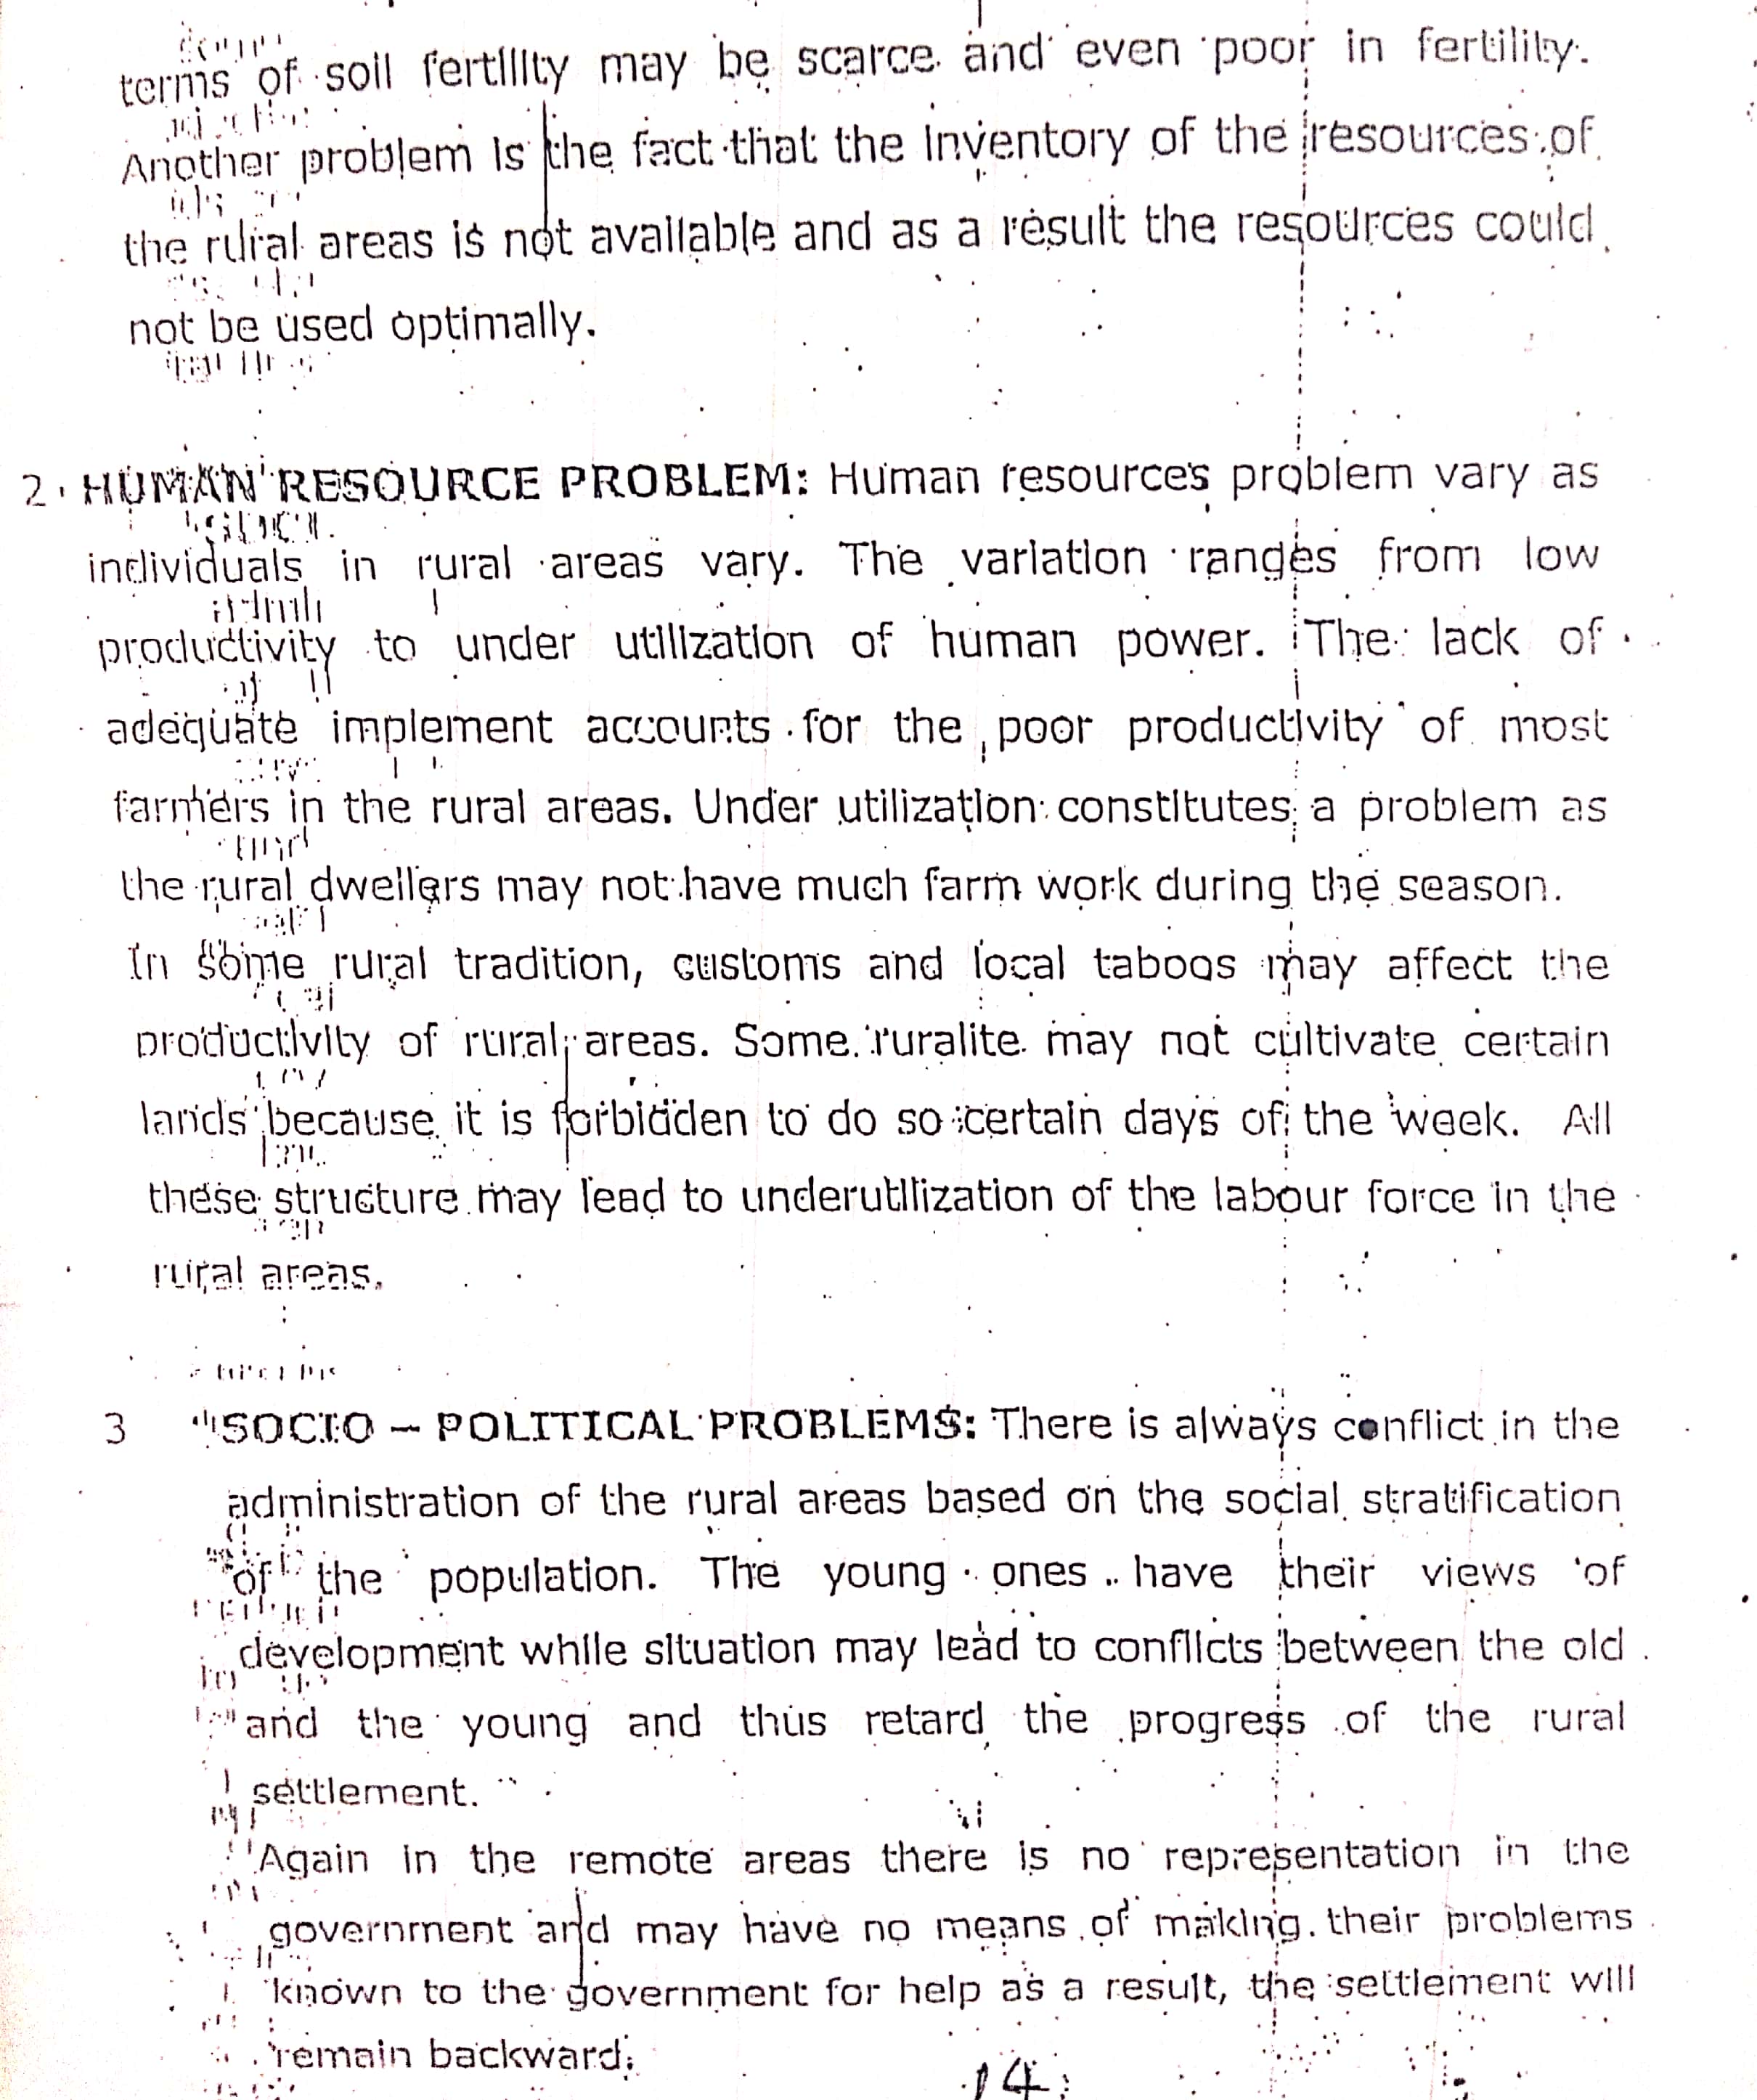 terms of soil fertility may be scarce and even poor in fertility.
Another problem is the fact that the inventory of the resources of
the rural areas is not available and as a result the resources could
not be used optimally.
2. HUMAN RESOURCE PROBLEM: Human resources problem vary as
individuals in rural areas vary. The variation ranges from low
productivity to under utilization of human power. The lack of
adequate implement accounts for the poor productivity of most
farmers in the rural areas. Under utilization constitutes a problem as
the rural dwellers may not have much farm work during the season.
In some rural tradition, customs and local taboos may affect the
productivity of rural areas. Some ruralite may not cultivate certain
lands because it is forbidden to do so certain days of the week. All
these structure may lead to underutilization of the labour force in the
rural areas.
3 SOCIO – POLITICAL PROBLEMS: There is always conflict in the
administration of the rural areas based on the social stratification
of the population. The young ones have their views of
development while situation may lead to conflicts between the old
and the young and thus retard the progress of the rural
settlement.
Again in the remote areas there is no representation in the
government and may have no means of making their problems
known to the government for help as a result, the settlement will
remain backward.
14